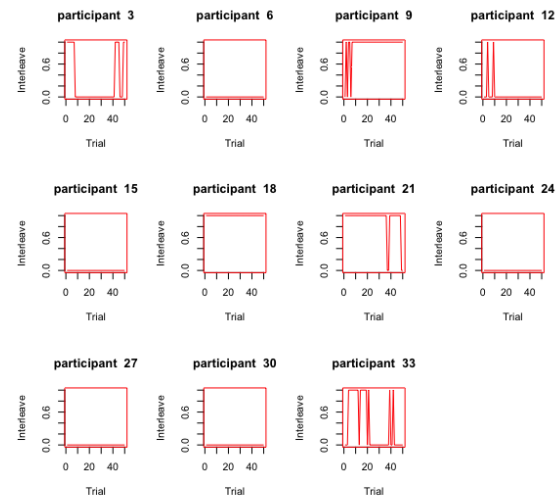 participant 3 participant 6 participant 9 participant 12
Interleave Interleave Interleave Interleave
0.6 0.6 0.6 0.6
0.0 0.0 0.0 0.0
0 20 40 0 20 40 0 20 40 0 20 40
Trial Trial Trial Trial
participant 15 participant 18 participant 21 participant 24
Interleave Interleave Interleave Interleave
0.6 0.6 0.6 0.6
0.0 0.0 0.0 0.0
0 20 40 0 20 40 0 20 40 0 20 40
Trial Trial Trial Trial
participant 27 participant 30 participant 33
Interleave Interleave Interleave
0.6 0.6 0.6
0.0 0.0 0.0
0 20 40 0 20 40 0 20 40
Trial Trial Trial